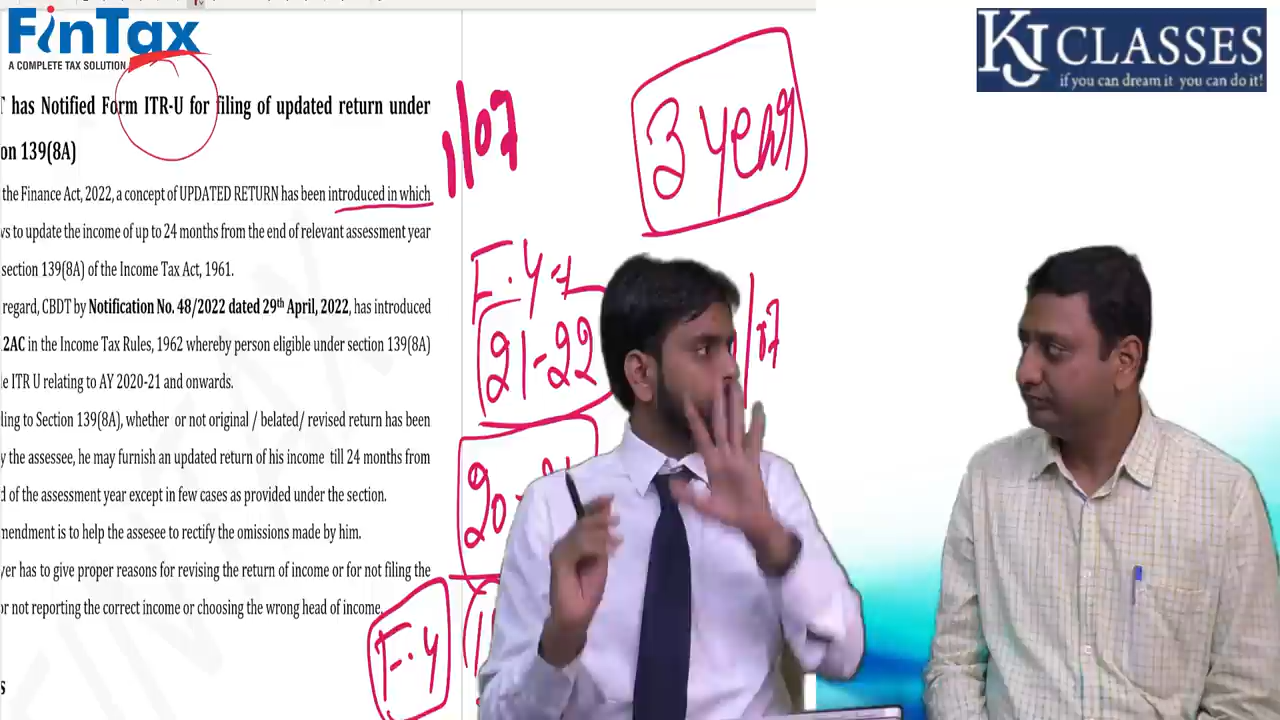 FinTax
A COMPLETE TAX SOLUTION
KJ CLASSES
if you can dream it you can do it!
T has Notified Form ITR-U for filing of updated return under
on 139(8A)
the Finance Act, 2022, a concept of UPDATED RETURN has been introduced in which
ws to update the income of up to 24 months from the end of relevant assessment year
section 139(8A) of the Income Tax Act, 1961.
regard, CBDT by Notification No. 48/2022 dated 29th April, 2022, has introduced
2AC in the Income Tax Rules, 1962 whereby person eligible under section 139(8A)
le ITR U relating to AY 2020-21 and onwards.
ling to Section 139(8A), whether or not original / belated/ revised return has been
y the assessee, he may furnish an updated return of his income till 24 months from
d of the assessment year except in few cases as provided under the section.
mendment is to help the assesee to rectify the omissions made by him.
yer has to give proper reasons for revising the return of income or for not filing the
or not reporting the correct income or choosing the wrong head of income.
s
1/07
3 year
F.Y
21-22
/07
20-
F.Y